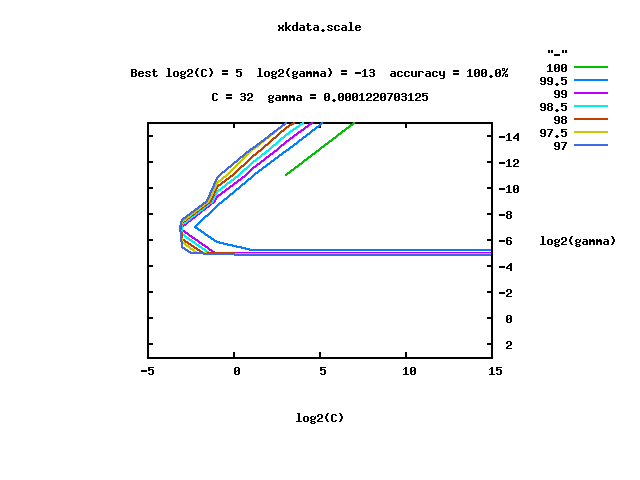 xkdata.scale
"-"
Best log2(C) = 5 log2(gamma) = -13 accuracy = 100.0%
C = 32 gamma = 0.0001220703125
100
99.5
99
98.5
98
97.5
97
-14
-12
-10
-8
-6
-4
-2
0
2
log2(gamma)
-5 0 5 10 15
log2(C)